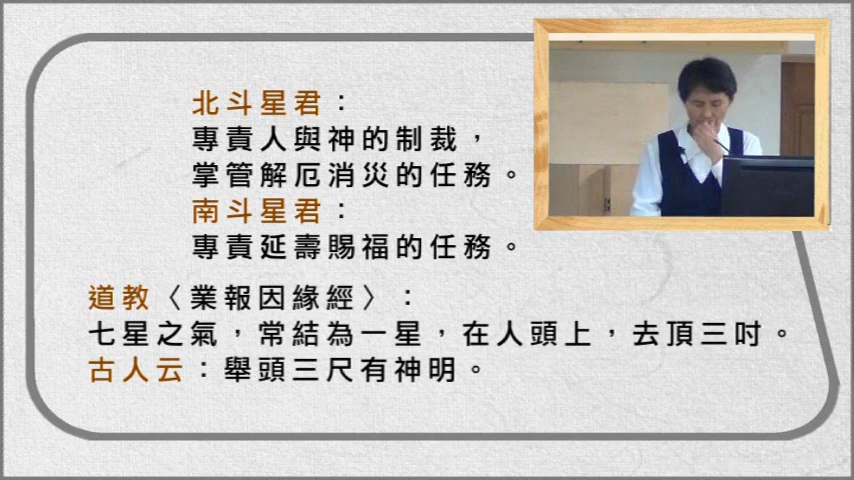 北斗星君：
專責人與神的制裁，
掌管解厄消災的任務。
南斗星君：
專責延壽賜福的任務。
道教〈業報因緣經〉：
七星之氣，常結為一星，在人頭上，去頂三吋。
古人云：舉頭三尺有神明。